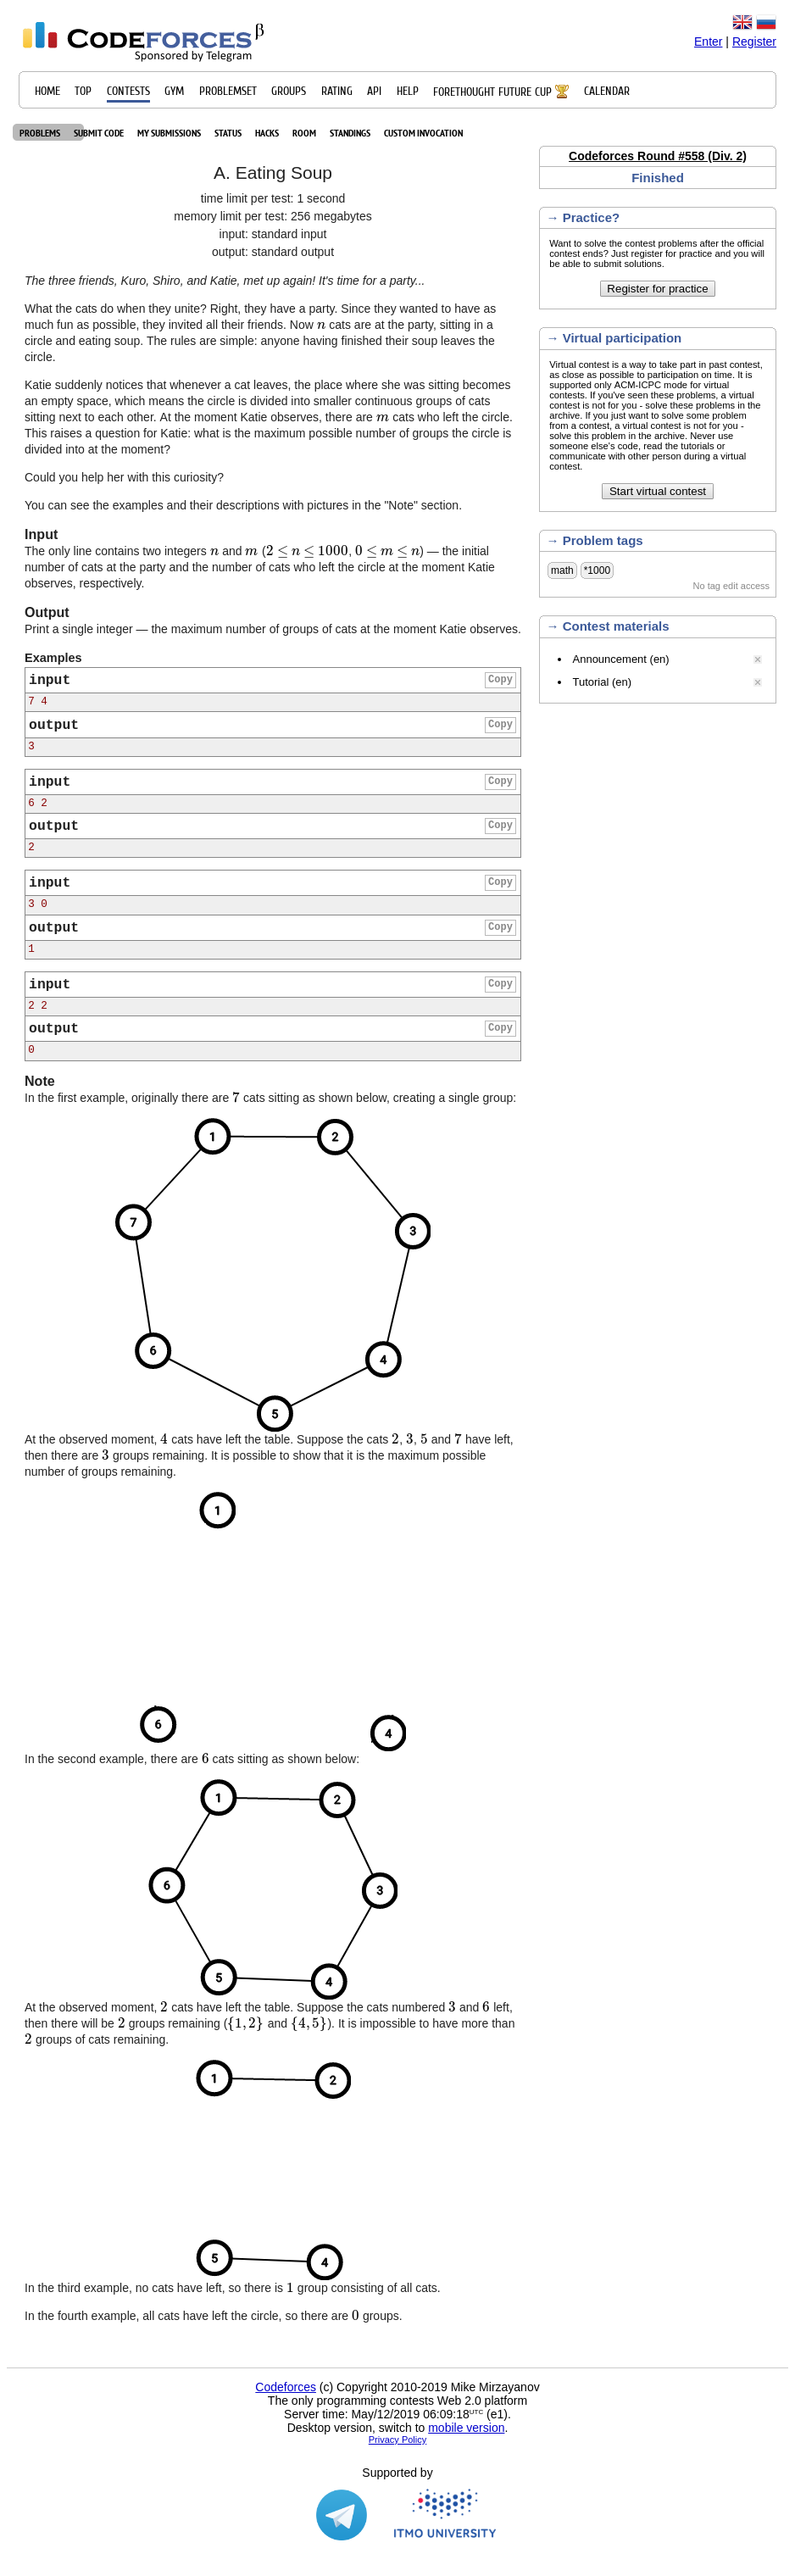 CODEFORCES β
Sponsored by Telegram
Enter | Register
HOME TOP CONTESTS GYM PROBLEMSET GROUPS RATING API HELP FORETHOUGHT FUTURE CUP CALENDAR
PROBLEMS SUBMIT CODE MY SUBMISSIONS STATUS HACKS ROOM STANDINGS CUSTOM INVOCATION
A. Eating Soup
time limit per test: 1 second
memory limit per test: 256 megabytes
input: standard input
output: standard output
The three friends, Kuro, Shiro, and Katie, met up again! It's time for a party...
What the cats do when they unite? Right, they have a party. Since they wanted to have as
much fun as possible, they invited all their friends. Now n cats are at the party, sitting in a
circle and eating soup. The rules are simple: anyone having finished their soup leaves the
circle.
Katie suddenly notices that whenever a cat leaves, the place where she was sitting becomes
an empty space, which means the circle is divided into smaller continuous groups of cats
sitting next to each other. At the moment Katie observes, there are m cats who left the circle.
This raises a question for Katie: what is the maximum possible number of groups the circle is
divided into at the moment?
Could you help her with this curiosity?
You can see the examples and their descriptions with pictures in the "Note" section.
Input
The only line contains two integers n and m (2 ≤ n ≤ 1000, 0 ≤ m ≤ n) — the initial
number of cats at the party and the number of cats who left the circle at the moment Katie
observes, respectively.
Output
Print a single integer — the maximum number of groups of cats at the moment Katie observes.
Examples
input Copy
7 4
output Copy
3
input Copy
6 2
output Copy
2
input Copy
3 0
output Copy
1
input Copy
2 2
output Copy
0
Note
In the first example, originally there are 7 cats sitting as shown below, creating a single group:
1 2
7 3
6 4
5
At the observed moment, 4 cats have left the table. Suppose the cats 2, 3, 5 and 7 have left,
then there are 3 groups remaining. It is possible to show that it is the maximum possible
number of groups remaining.
1
6 4
In the second example, there are 6 cats sitting as shown below:
1 2
6 3
5 4
At the observed moment, 2 cats have left the table. Suppose the cats numbered 3 and 6 left,
then there will be 2 groups remaining ({1, 2} and {4, 5}). It is impossible to have more than
2 groups of cats remaining.
1 2
5 4
In the third example, no cats have left, so there is 1 group consisting of all cats.
In the fourth example, all cats have left the circle, so there are 0 groups.
Codeforces Round #558 (Div. 2)
Finished
→ Practice?
Want to solve the contest problems after the official
contest ends? Just register for practice and you will
be able to submit solutions.
Register for practice
→ Virtual participation
Virtual contest is a way to take part in past contest,
as close as possible to participation on time. It is
supported only ACM-ICPC mode for virtual
contests. If you've seen these problems, a virtual
contest is not for you - solve these problems in the
archive. If you just want to solve some problem
from a contest, a virtual contest is not for you -
solve this problem in the archive. Never use
someone else's code, read the tutorials or
communicate with other person during a virtual
contest.
Start virtual contest
→ Problem tags
math *1000
No tag edit access
→ Contest materials
• Announcement (en) ×
• Tutorial (en) ×
Codeforces (c) Copyright 2010-2019 Mike Mirzayanov
The only programming contests Web 2.0 platform
Server time: May/12/2019 06:09:18 UTC (e1).
Desktop version, switch to mobile version.
Privacy Policy
Supported by
ITMO UNIVERSITY